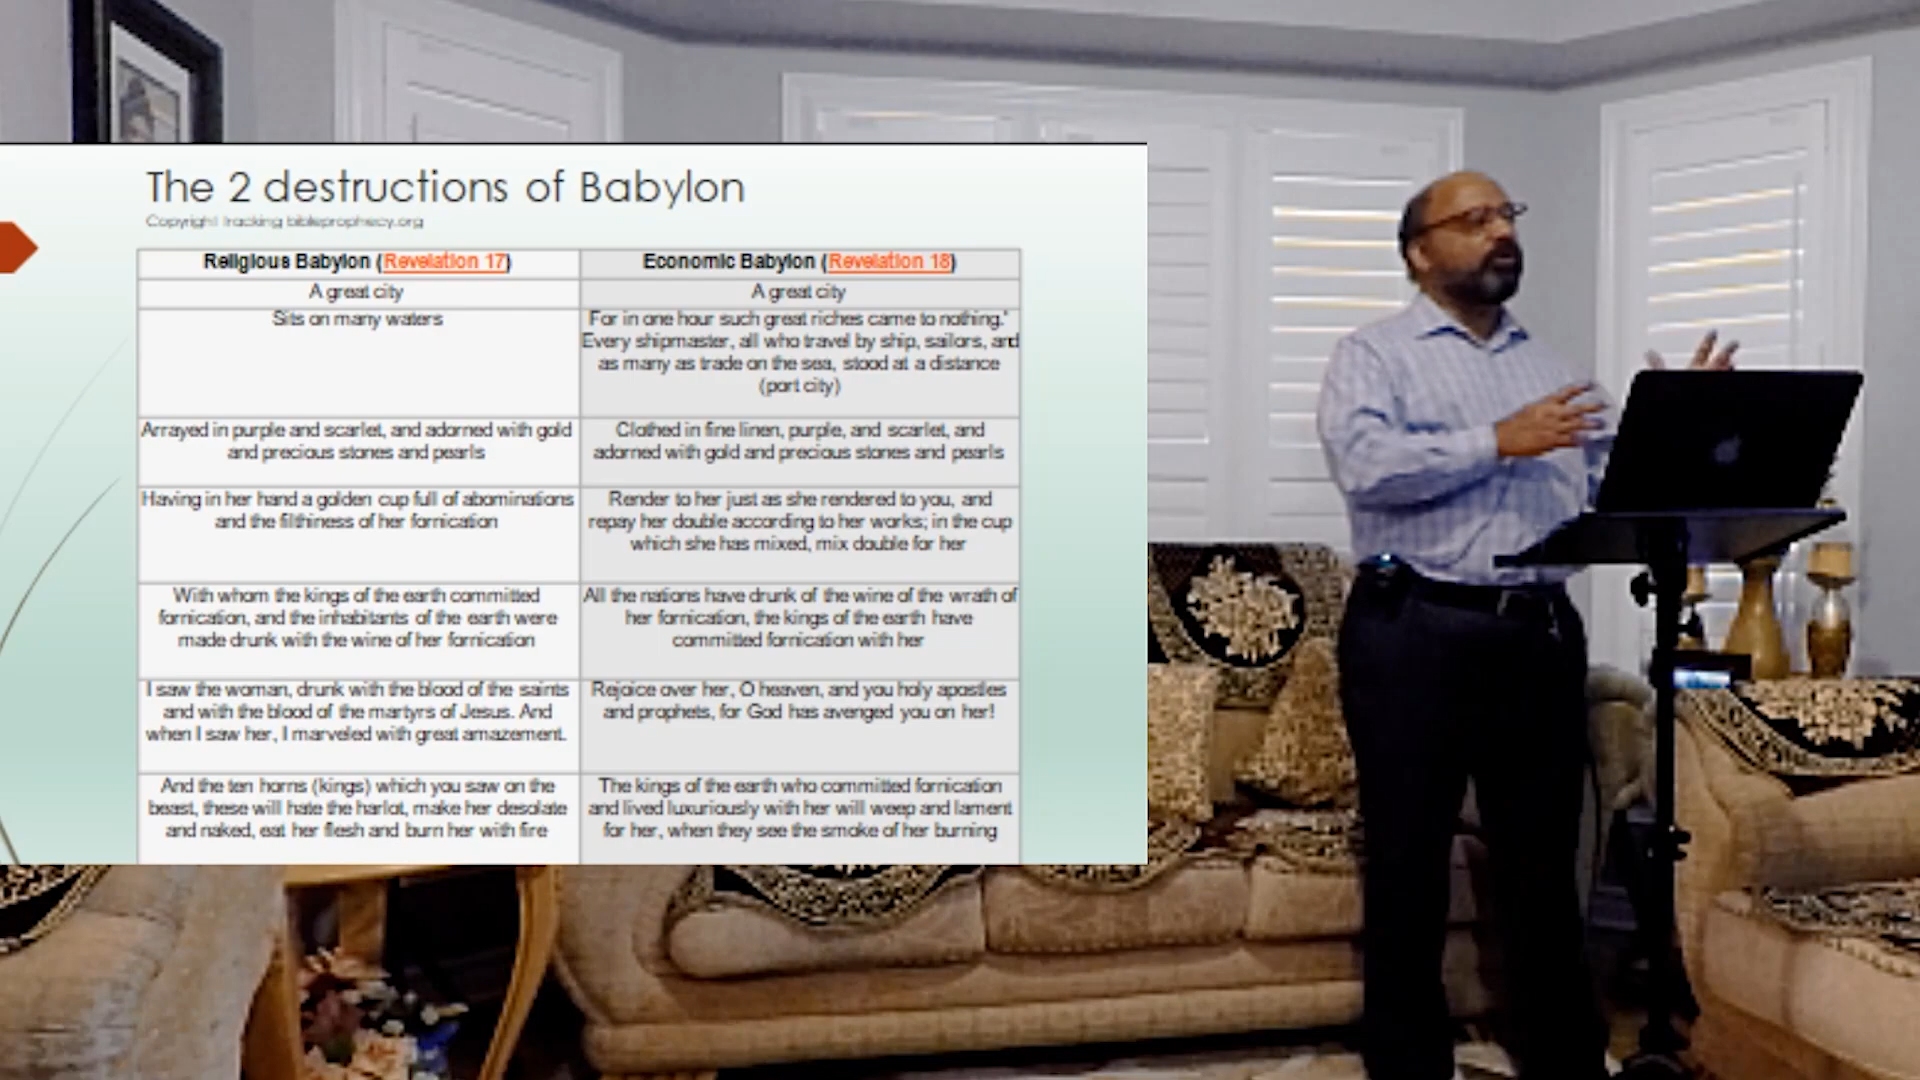 The 2 destructions of Babylon
Copyright tracking bibleprophecy.org
Religious Babylon (Revelation 17)
Economic Babylon (Revelation 18)
A great city
A great city
Sits on many waters
For in one hour such great riches came to nothing.'
Every shipmaster, all who travel by ship, sailors, and
as many as trade on the sea, stood at a distance
(port city)
Arrayed in purple and scarlet, and adorned with gold
and precious stones and pearls
Clothed in fine linen, purple, and scarlet, and
adorned with gold and precious stones and pearls
Having in her hand a golden cup full of abominations
and the filthiness of her fornication
Render to her just as she rendered to you, and
repay her double according to her works; in the cup
which she has mixed, mix double for her
With whom the kings of the earth committed
fornication, and the inhabitants of the earth were
made drunk with the wine of her fornication
All the nations have drunk of the wine of the wrath of
her fornication, the kings of the earth have
committed fornication with her
I saw the woman, drunk with the blood of the saints
and with the blood of the martyrs of Jesus. And
when I saw her, I marveled with great amazement.
Rejoice over her, O heaven, and you holy apostles
and prophets, for God has avenged you on her!
And the ten horns (kings) which you saw on the
beast, these will hate the harlot, make her desolate
and naked, eat her flesh and burn her with fire
The kings of the earth who committed fornication
and lived luxuriously with her will weep and lament
for her, when they see the smoke of her burning